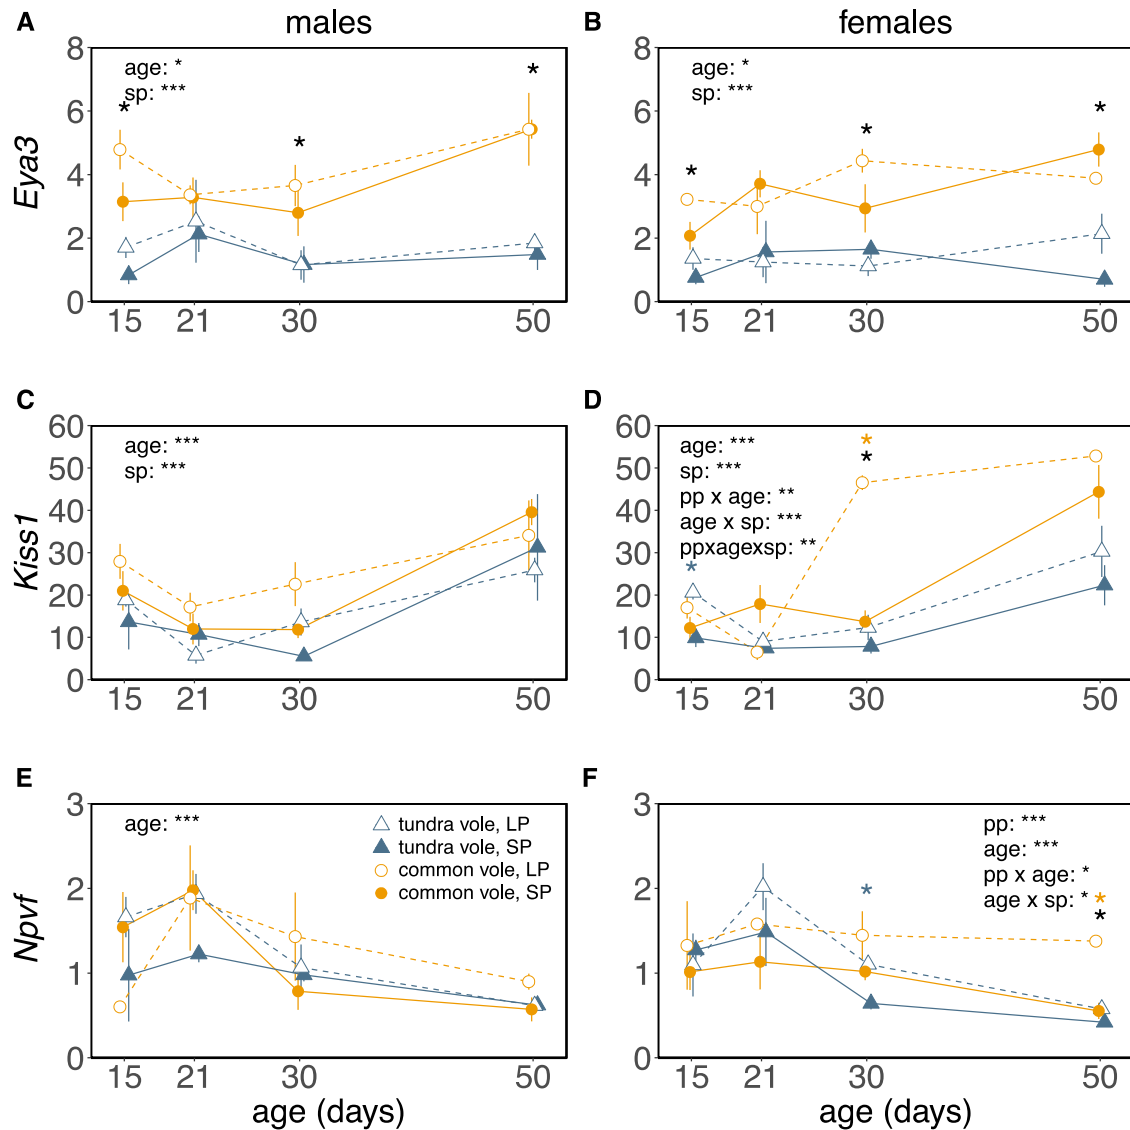 A
males
B
females
Eya3
8
6
4
2
0
age: *
sp: ***
*
*
*
15
21
30
50
8
6
4
2
0
age: *
sp: ***
*
*
*
15
21
30
50
C
D
Kiss1
60
50
40
30
20
10
0
age: ***
sp: ***
15
21
30
50
60
50
40
30
20
10
0
age: ***
sp: ***
pp x age: **
age x sp: ***
ppxagexsp: **
*
*
*
15
21
30
50
E
F
Npvf
3
2
1
0
age: ***
tundra vole, LP
tundra vole, SP
common vole, LP
common vole, SP
15
21
30
50
age (days)
3
2
1
0
pp: ***
age: ***
pp x age: *
age x sp: *
*
*
*
15
21
30
50
age (days)